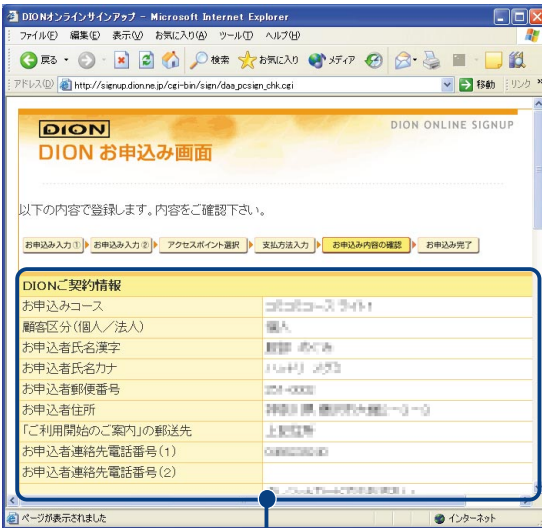 DIONオンラインサインアップ - Microsoft Internet Explorer
ファイル(F) 編集(E) 表示(V) お気に入り(A) ツール(T) ヘルプ(H)
戻る 検索 お気に入り メディア
アドレス(D) http://signup.dion.ne.jp/cgi-bin/sign/daa_pcsign_chk.cgi 移動 リンク »
DION
DION ONLINE SIGNUP
DION お申込み画面
以下の内容で登録します。内容をご確認下さい。
お申込み入力① お申込み入力② アクセスポイント選択 支払方法入力 お申込み内容の確認 お申込み完了
DIONご契約情報
お申込みコース
顧客区分(個人/法人) 個人
お申込者氏名漢字
お申込者氏名カナ
お申込者郵便番号
お申込者住所
「ご利用開始のご案内」の郵送先
お申込者連絡先電話番号(1)
お申込者連絡先電話番号(2)
ページが表示されました インターネット